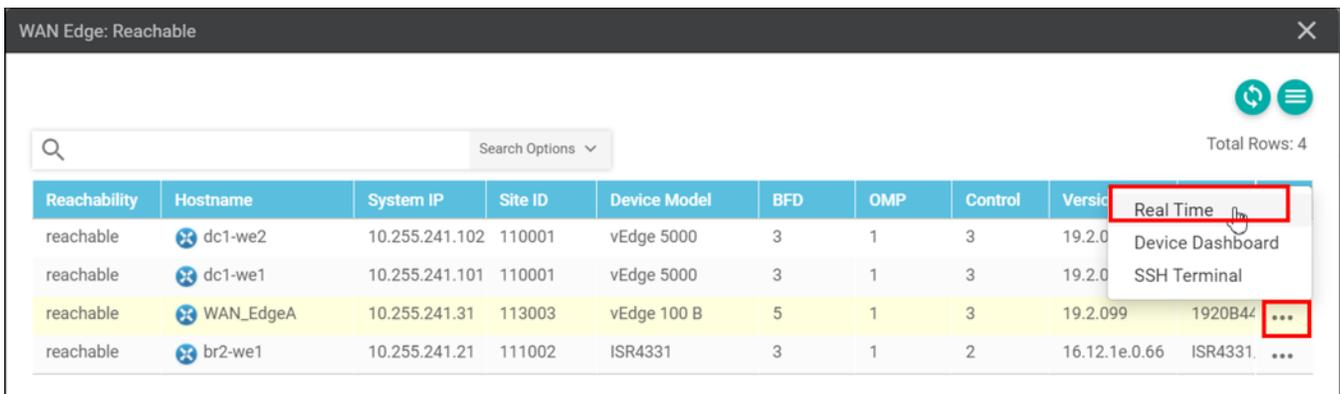 WAN Edge: Reachable
Total Rows: 4
Search Options
Reachability Hostname System IP Site ID Device Model BFD OMP Control Versio
Real Time
Device Dashboard
SSH Terminal
reachable dc1-we2 10.255.241.102 110001 vEdge 5000 3 1 3 19.2.0
reachable dc1-we1 10.255.241.101 110001 vEdge 5000 3 1 3 19.2.0
reachable WAN_EdgeA 10.255.241.31 113003 vEdge 100 B 5 1 3 19.2.099 1920B44 •••
reachable br2-we1 10.255.241.21 111002 ISR4331 3 1 2 16.12.1e.0.66 ISR4331. •••